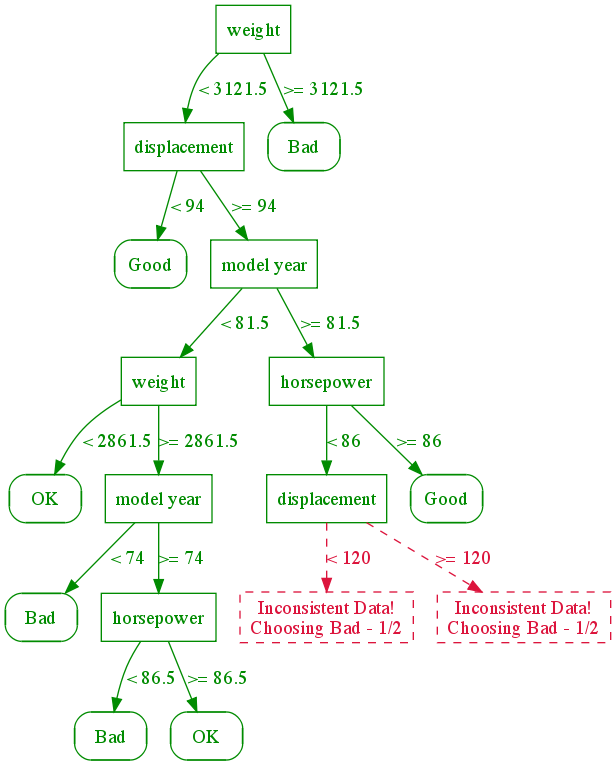 weight
< 3121.5
>= 3121.5
displacement
Bad
< 94
>= 94
Good
model year
< 81.5
>= 81.5
weight
horsepower
< 2861.5
>= 2861.5
< 86
>= 86
OK
model year
displacement
Good
< 74
>= 74
< 120
>= 120
Bad
horsepower
Inconsistent Data!
Choosing Bad - 1/2
Inconsistent Data!
Choosing Bad - 1/2
< 86.5
>= 86.5
Bad
OK